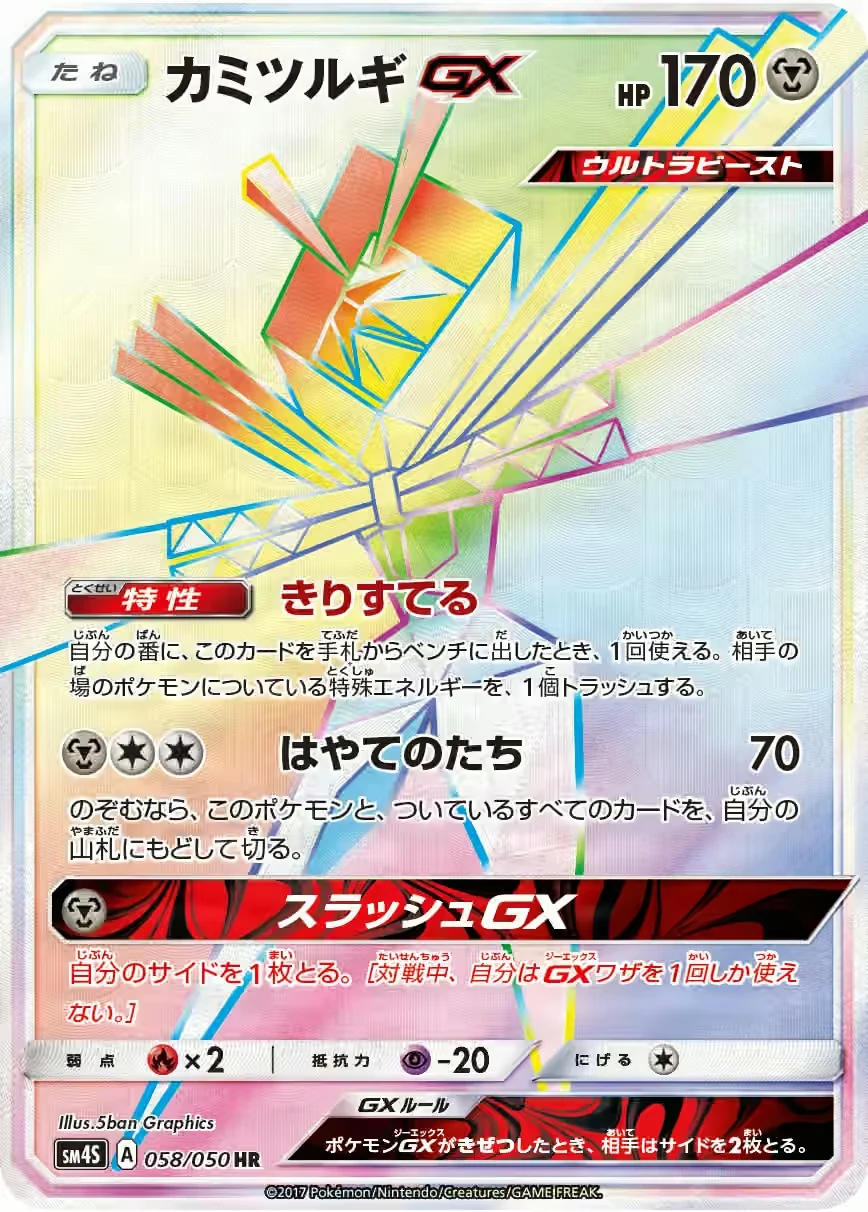 たね カミツルギGX HP 170
ウルトラビースト
とくせい
特性 きりすてる
自分の番に、このカードを手札からベンチに出したとき、1回使える。相手の
場のポケモンについている特殊エネルギーを、1個トラッシュする。
はやてのたち 70
のぞむなら、このポケモンと、ついているすべてのカードを、自分の
山札にもどして切る。
スラッシュGX
自分のサイドを1枚とる。[対戦中、自分はGXワザを1回しか使え
ない。]
弱点 ×2 抵抗力 -20 にげる
Illus.5ban Graphics
GXルール
ポケモンGXがきぜつしたとき、相手はサイドを2枚とる。
SM4S A 058/050 HR
©2017 Pokémon/Nintendo/Creatures/GAME FREAK.